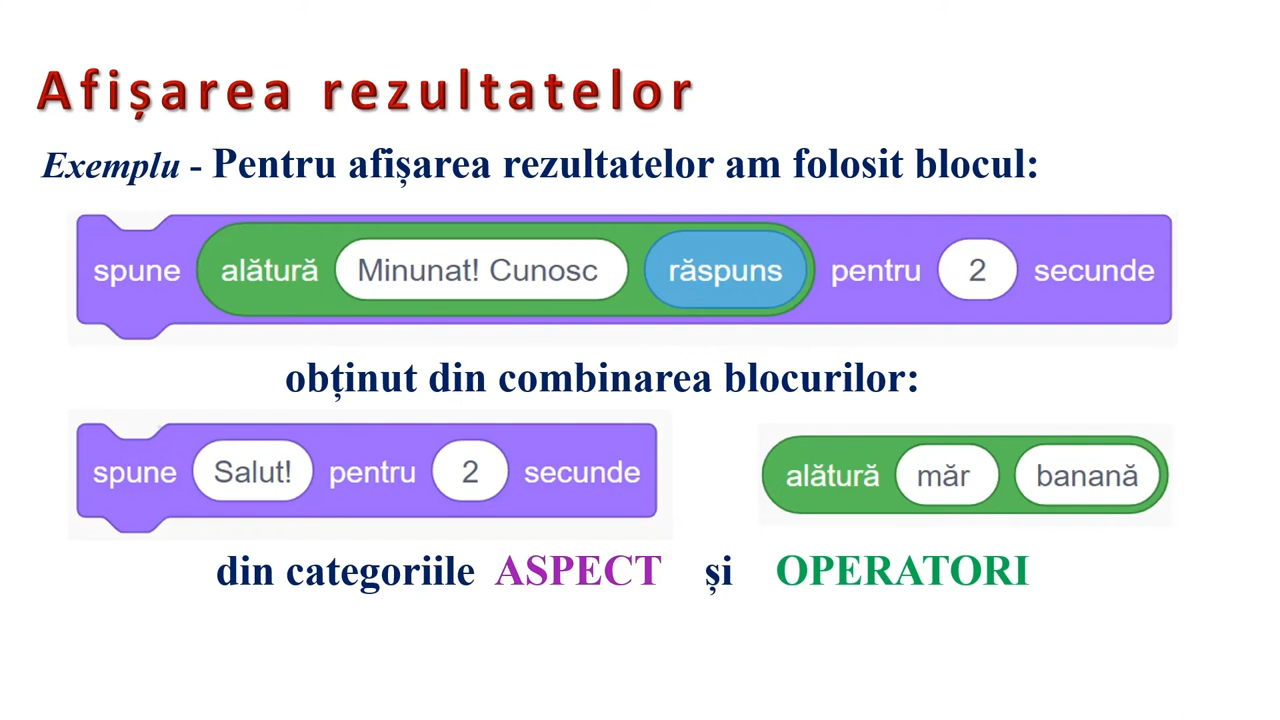 Afișarea rezultatelor
Exemplu - Pentru afișarea rezultatelor am folosit blocul:
spune alătură Minunat! Cunosc răspuns pentru 2 secunde
obținut din combinarea blocurilor:
spune Salut! pentru 2 secunde alătură măr banană
din categoriile ASPECT și OPERATORI